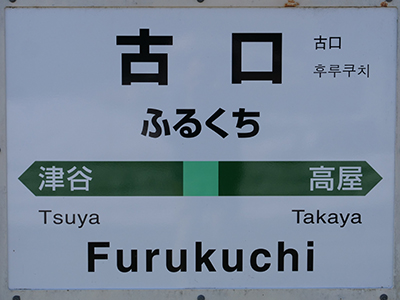 古口
古口
후루쿠치
ふるくち
津谷 高屋
Tsuya Takaya
Furukuchi